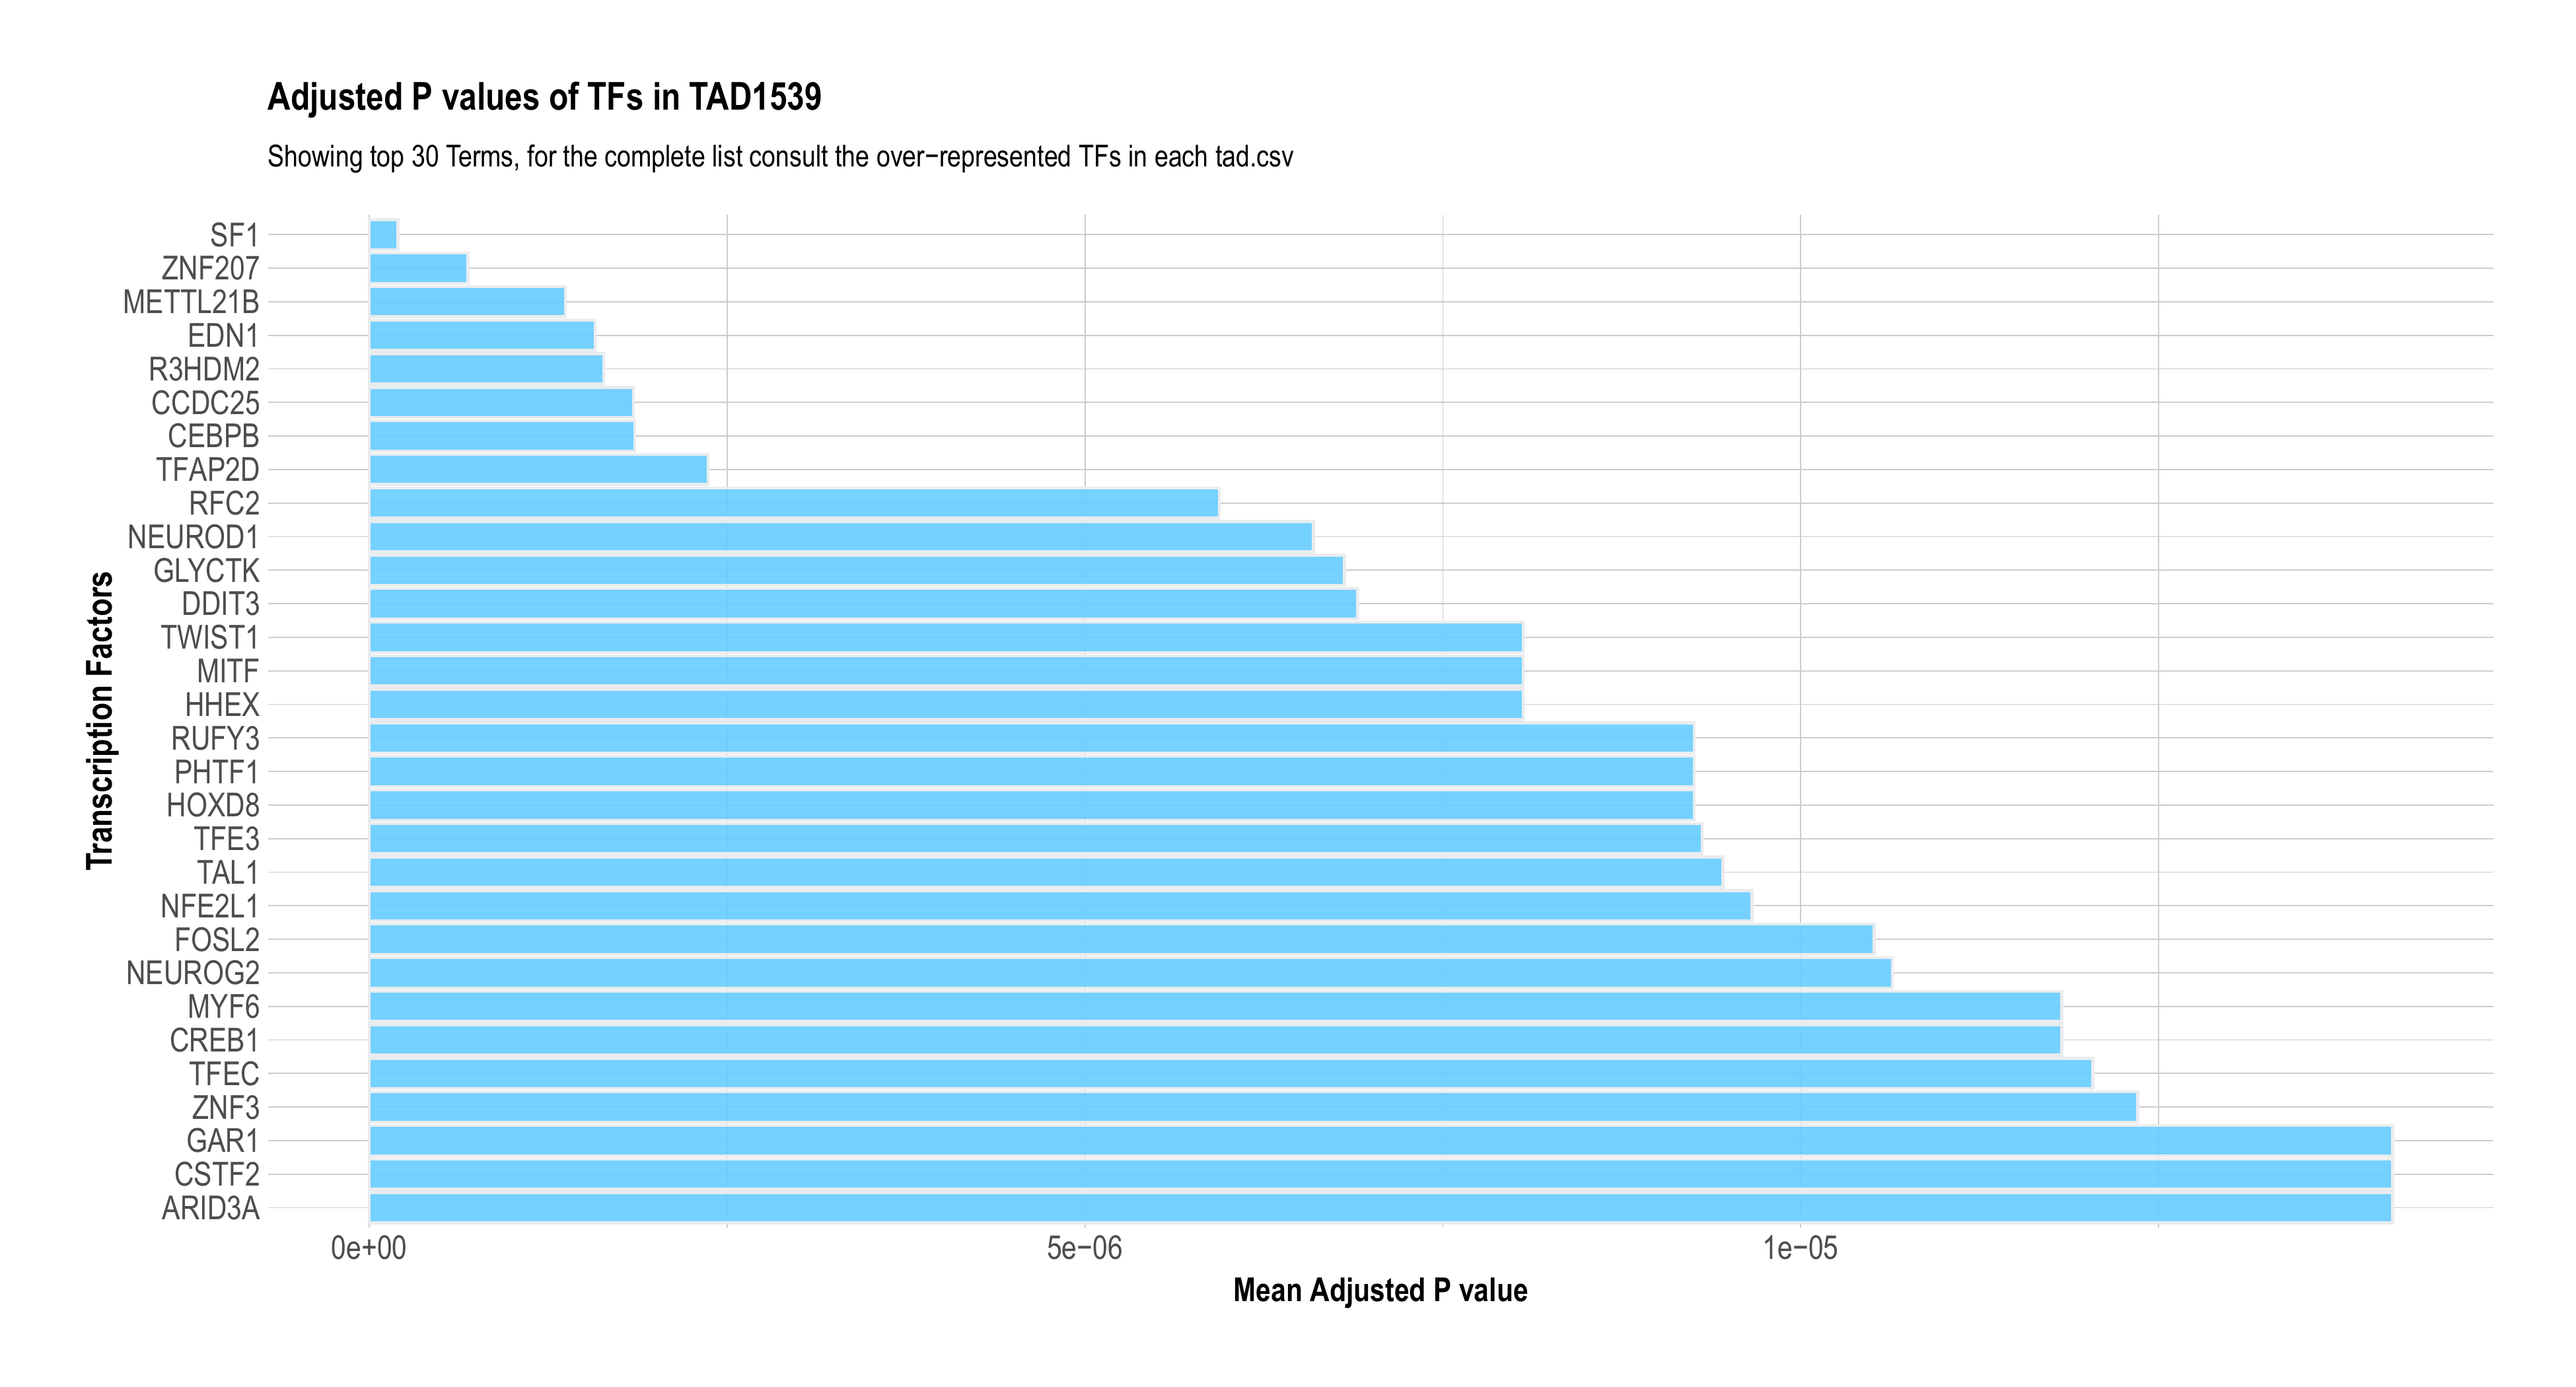 Adjusted P values of TFs in TAD1539
Showing top 30 Terms, for the complete list consult the over−represented TFs in each tad.csv
Transcription Factors
SF1
ZNF207
METTL21B
EDN1
R3HDM2
CCDC25
CEBPB
TFAP2D
RFC2
NEUROD1
GLYCTK
DDIT3
TWIST1
MITF
HHEX
RUFY3
PHTF1
HOXD8
TFE3
TAL1
NFE2L1
FOSL2
NEUROG2
MYF6
CREB1
TFEC
ZNF3
GAR1
CSTF2
ARID3A
0e+00 5e−06 1e−05
Mean Adjusted P value